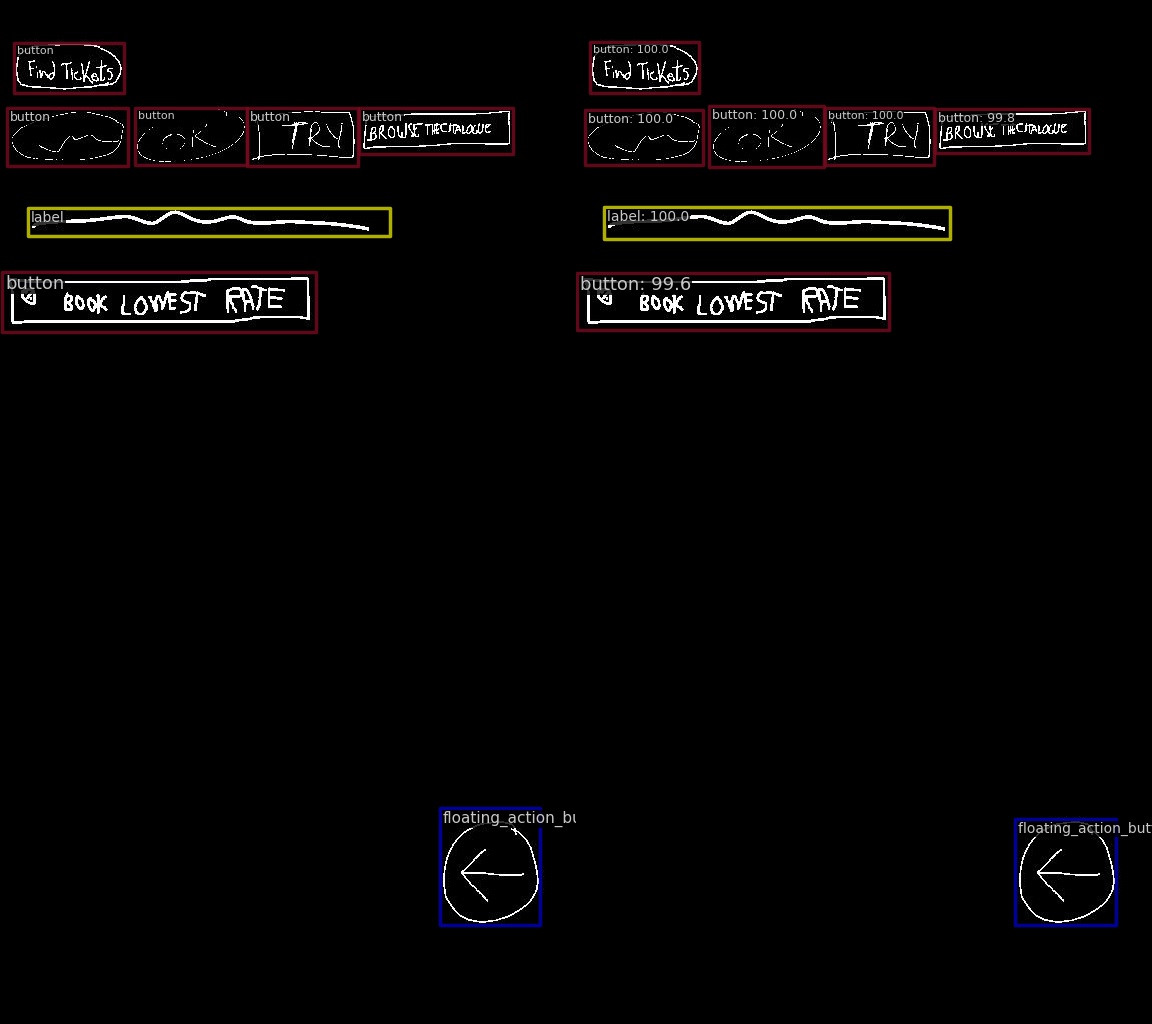 button button: 100.0
Find Tickets Find Tickets
button button button button button: 100.0 button: 100.0 button: 100.0 button: 99.8
OK TRY BROWSE THE CATALOGUE OK TRY BROWSE THE CATALOGUE
label label: 100.0
button button: 99.6
BOOK LOWEST RATE BOOK LOWEST RATE
floating_action_bu floating_action_but